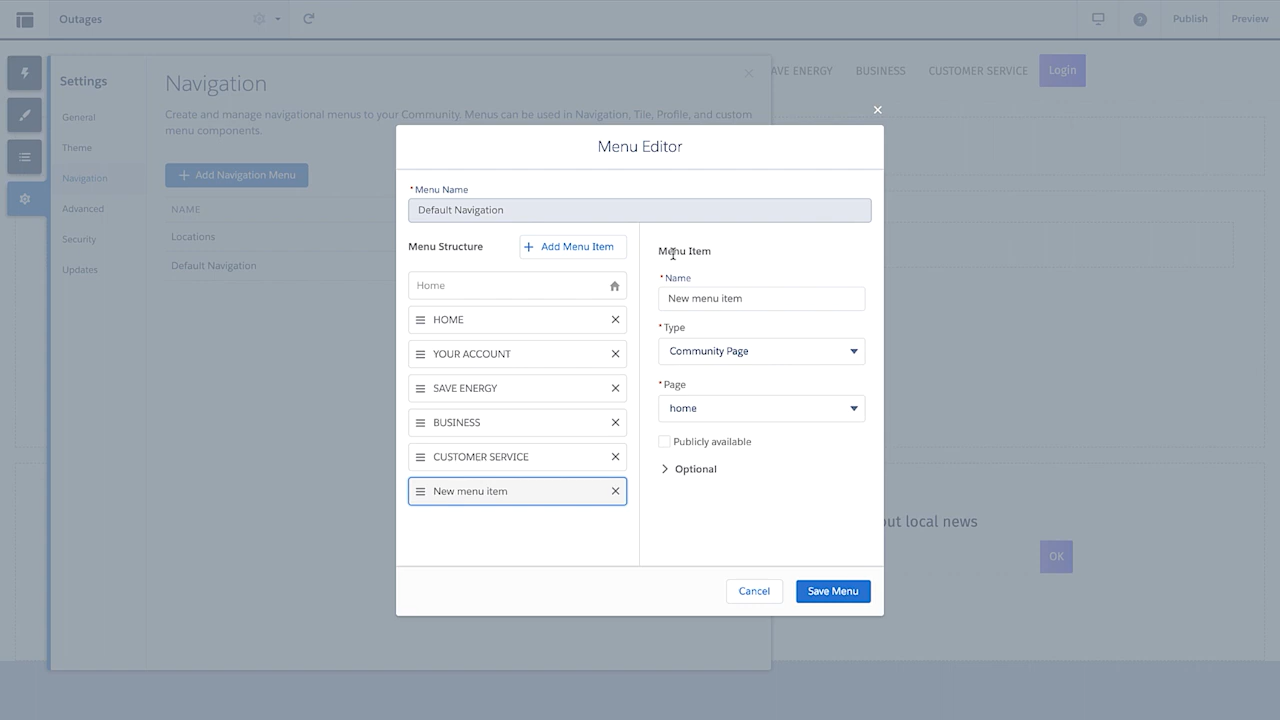 Outages
?
Publish
Preview
Settings
General
Theme
Navigation
Advanced
Security
Updates
Navigation
Create and manage navigational menus to your Community. Menus can be used in Navigation, Tile, Profile, and custom
menu components.
+ Add Navigation Menu
NAME
Locations
Default Navigation
AVE ENERGY
BUSINESS
CUSTOMER SERVICE
Login
Menu Editor
* Menu Name
Default Navigation
Menu Structure
+ Add Menu Item
Home
HOME
YOUR ACCOUNT
SAVE ENERGY
BUSINESS
CUSTOMER SERVICE
New menu item
Menu Item
* Name
New menu item
* Type
Community Page
* Page
home
Publicly available
Optional
Cancel
Save Menu
out local news
OK